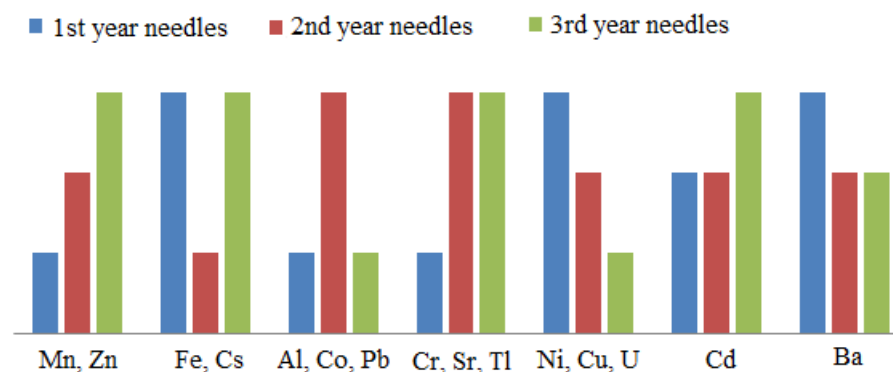 1st year needles 2nd year needles 3rd year needles
Mn, Zn Fe, Cs Al, Co, Pb Cr, Sr, Tl Ni, Cu, U Cd Ba